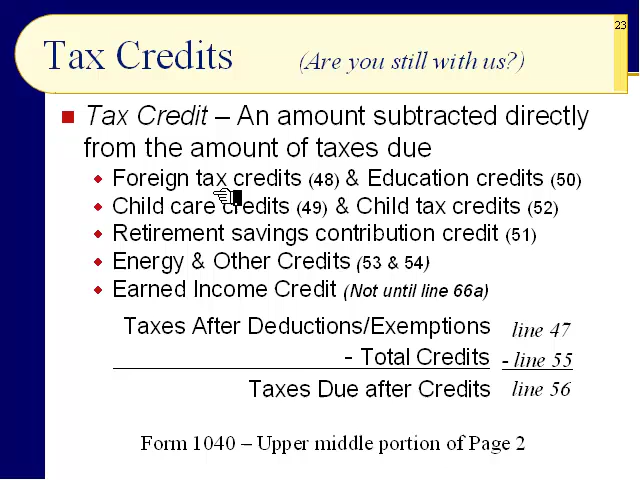 23
Tax Credits (Are you still with us?)
Tax Credit – An amount subtracted directly
from the amount of taxes due
Foreign tax credits (48) & Education credits (50)
Child care credits (49) & Child tax credits (52)
Retirement savings contribution credit (51)
Energy & Other Credits (53 & 54)
Earned Income Credit (Not until line 66a)
Taxes After Deductions/Exemptions line 47
- Total Credits - line 55
Taxes Due after Credits line 56
Form 1040 – Upper middle portion of Page 2